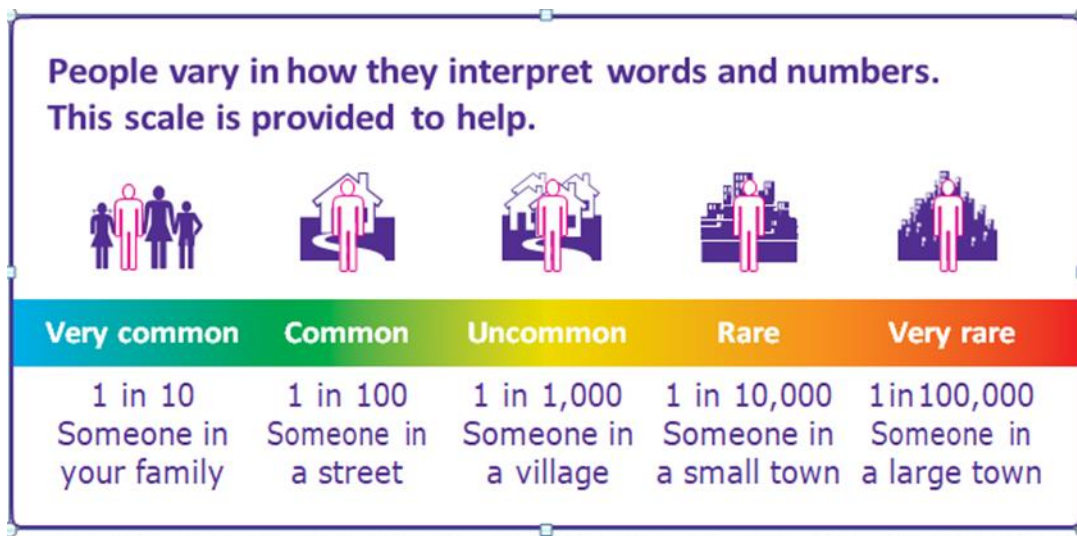 People vary in how they interpret words and numbers.
This scale is provided to help.
Very common Common Uncommon Rare Very rare
1 in 10 1 in 100 1 in 1,000 1 in 10,000 1in100,000
Someone in Someone in Someone in Someone in Someone in
your family a street a village a small town a large town